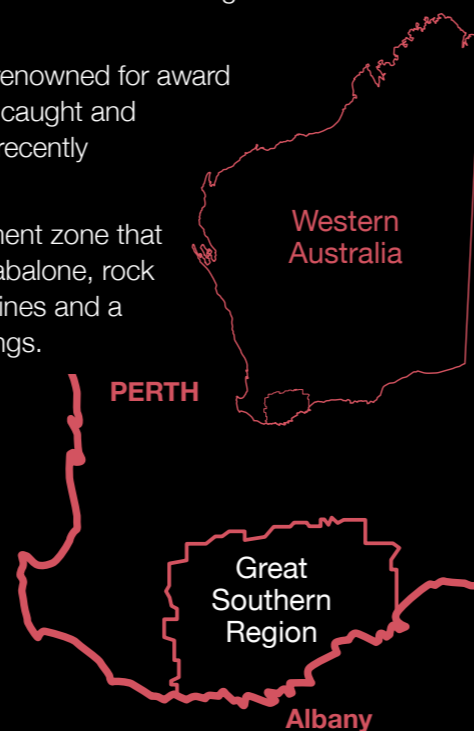 renowned for award
caught and
recently
ment zone that
abalone, rock
ines and a
ngs.
Western
Australia
PERTH
Great
Southern
Region
Albany